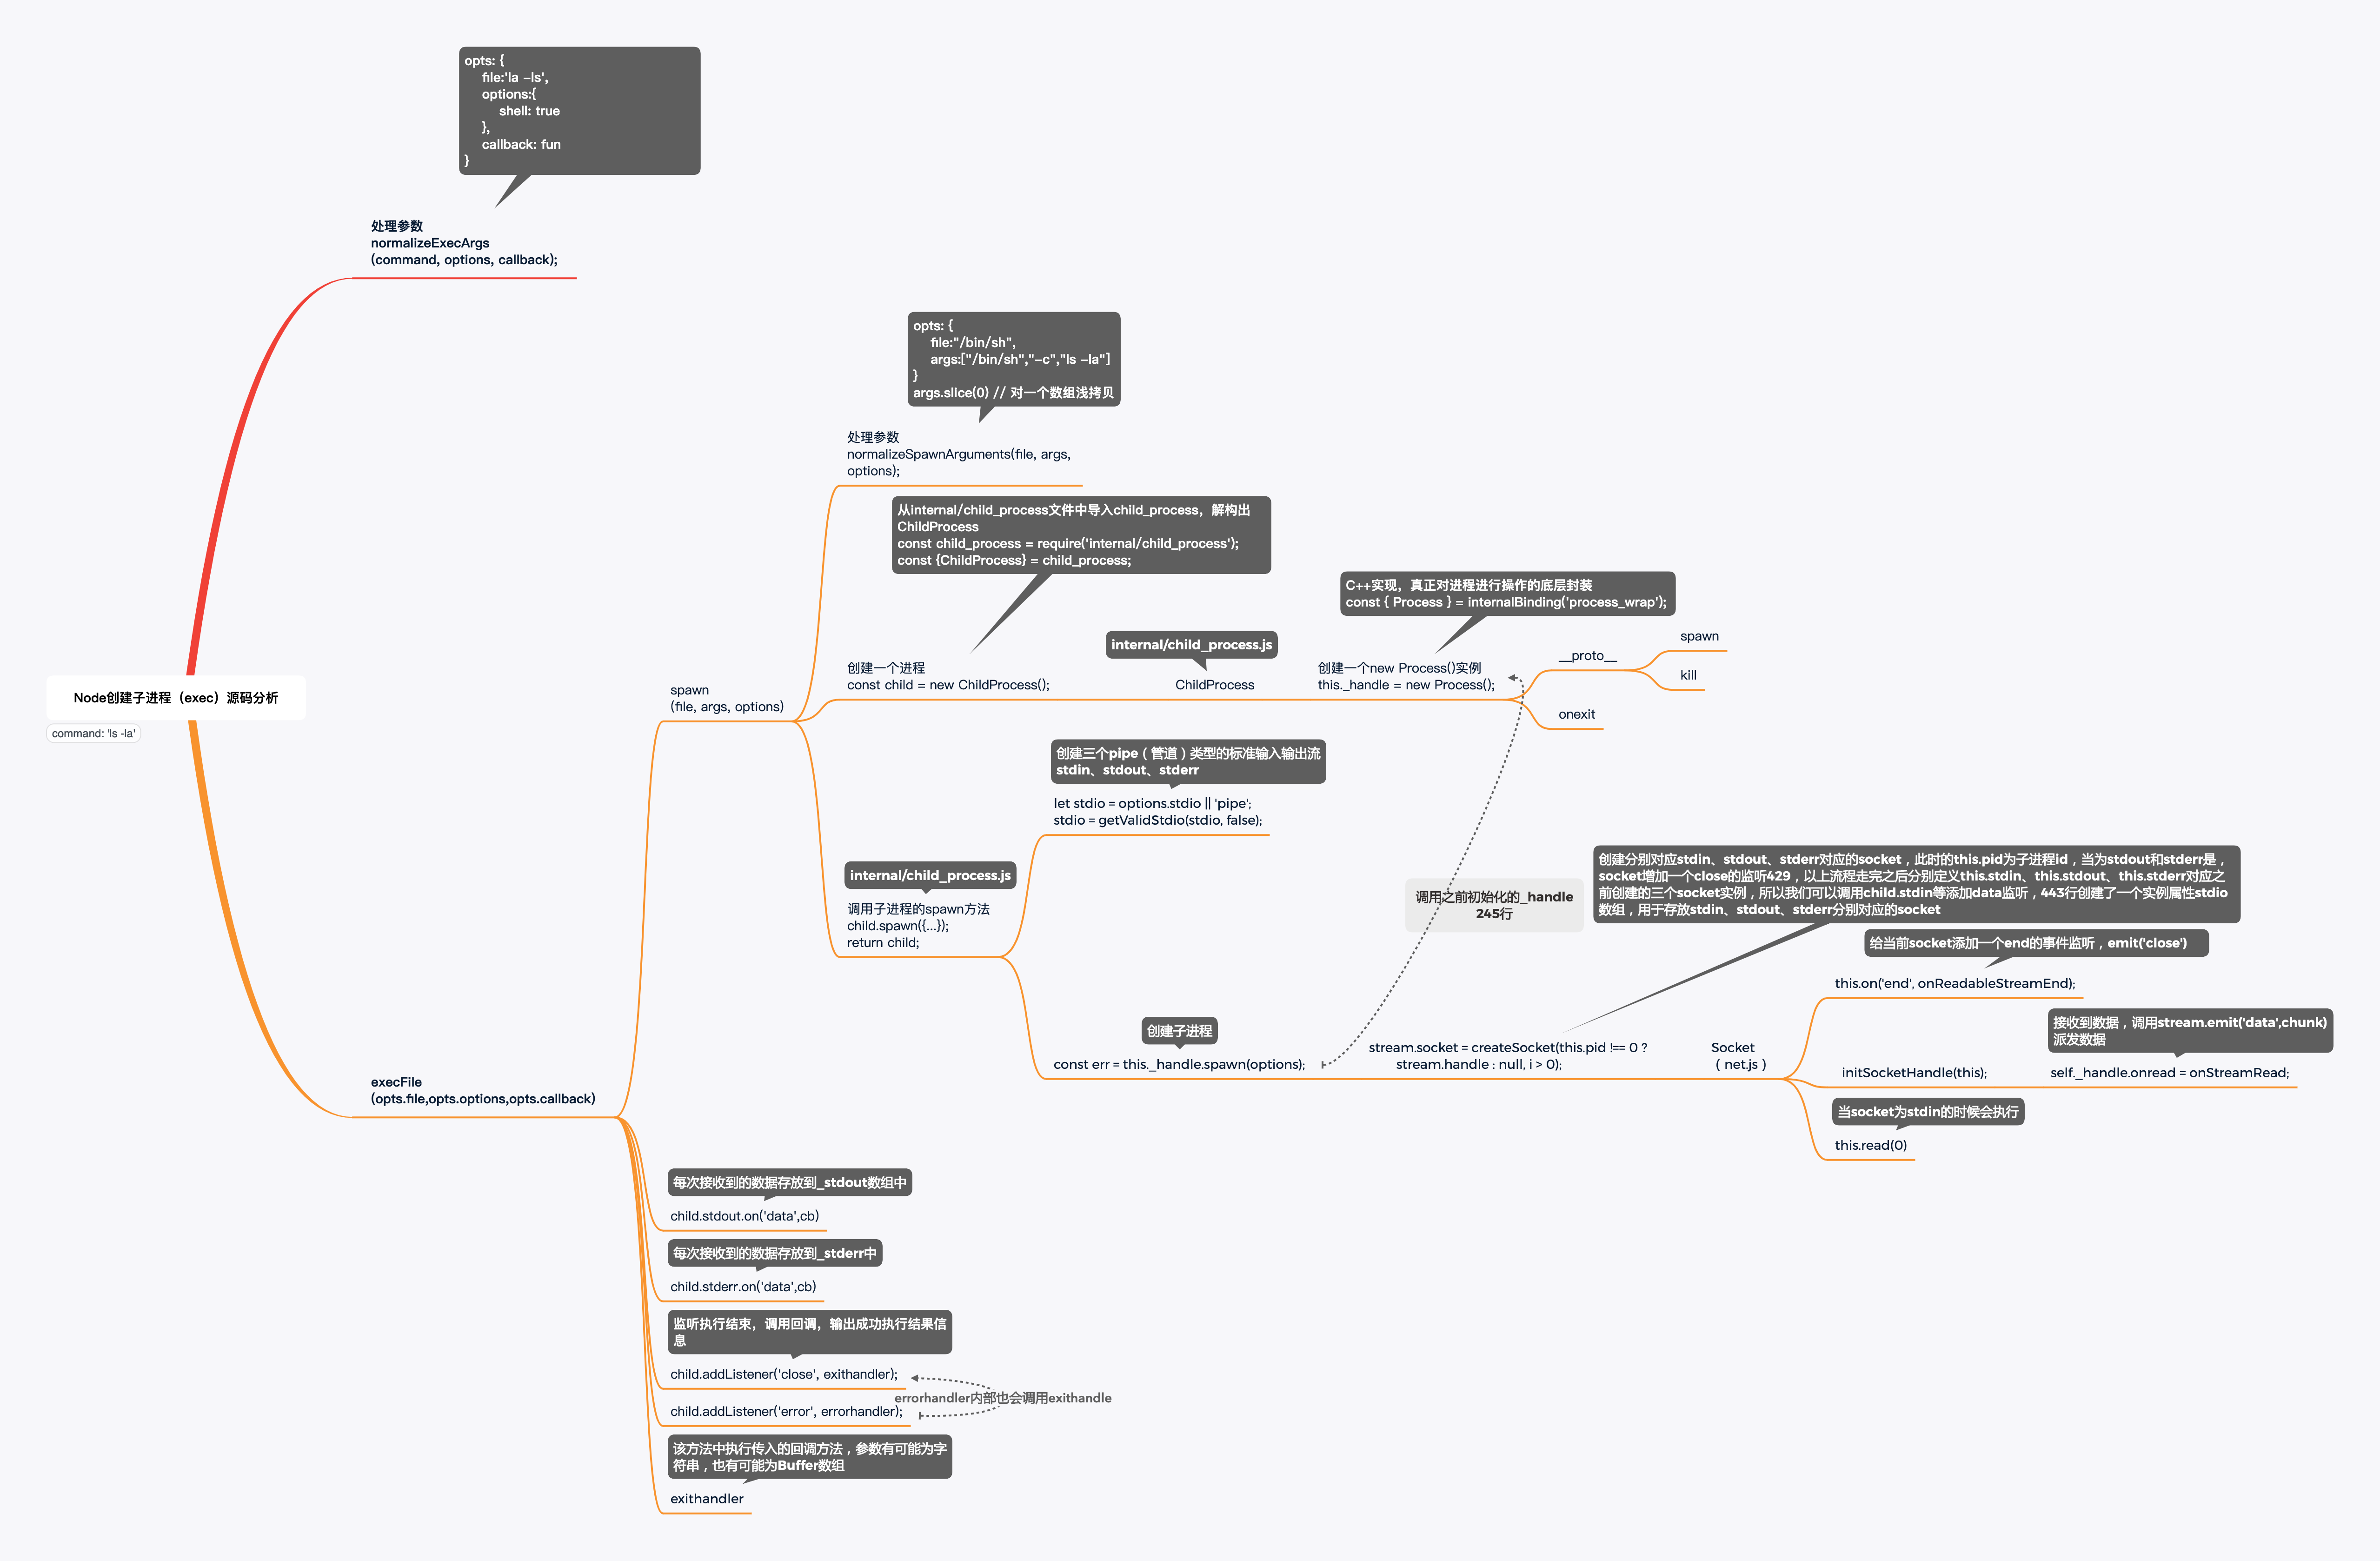 opts: {
file:'la -ls',
options:{
shell: true
},
callback: fun
}
处理参数
normalizeExecArgs
(command, options, callback);
opts: {
file:"/bin/sh",
args:["/bin/sh","-c","ls -la"]
}
args.slice(0) // 对一个数组浅拷贝
处理参数
normalizeSpawnArguments(file, args,
options);
从internal/child_process文件中导入child_process，解构出
ChildProcess
const child_process = require('internal/child_process');
const {ChildProcess} = child_process;
C++实现，真正对进程进行操作的底层封装
const { Process } = internalBinding('process_wrap');
internal/child_process.js
创建一个进程
const child = new ChildProcess();
ChildProcess
创建一个new Process()实例
this._handle = new Process();
__proto__
spawn
kill
onexit
Node创建子进程（exec）源码分析
command: 'ls -la'
spawn
(file, args, options)
创建三个pipe（管道）类型的标准输入输出流
stdin、stdout、stderr
let stdio = options.stdio || 'pipe';
stdio = getValidStdio(stdio, false);
internal/child_process.js
调用子进程的spawn方法
child.spawn({...});
return child;
调用之前初始化的_handle
245行
创建分别对应stdin、stdout、stderr对应的socket，此时的this.pid为子进程id，当为stdout和stderr是，
socket增加一个close的监听429，以上流程走完之后分别定义this.stdin、this.stdout、this.stderr对应之
前创建的三个socket实例，所以我们可以调用child.stdin等添加data监听，443行创建了一个实例属性stdio
数组，用于存放stdin、stdout、stderr分别对应的socket
给当前socket添加一个end的事件监听，emit('close')
this.on('end', onReadableStreamEnd);
创建子进程
const err = this._handle.spawn(options);
stream.socket = createSocket(this.pid !== 0 ?
stream.handle : null, i > 0);
Socket
（net.js）
接收到数据，调用stream.emit('data',chunk)
派发数据
initSocketHandle(this);
self._handle.onread = onStreamRead;
当socket为stdin的时候会执行
this.read(0)
execFile
(opts.file,opts.options,opts.callback)
每次接收到的数据存放到_stdout数组中
child.stdout.on('data',cb)
每次接收到的数据存放到_stderr中
child.stderr.on('data',cb)
监听执行结束，调用回调，输出成功执行结果信
息
child.addListener('close', exithandler);
errorhandler内部也会调用exithandle
child.addListener('error', errorhandler);
该方法中执行传入的回调方法，参数有可能为字
符串，也有可能为Buffer数组
exithandler